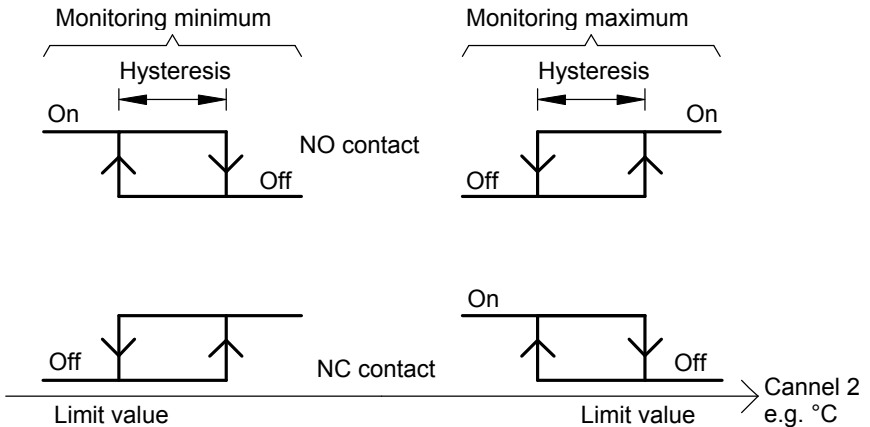 Monitoring minimum
Monitoring maximum
Hysteresis
Hysteresis
On
On
NO contact
Off
Off
On
Off
NC contact
Off
Cannel 2
Limit value
Limit value
e.g. °C